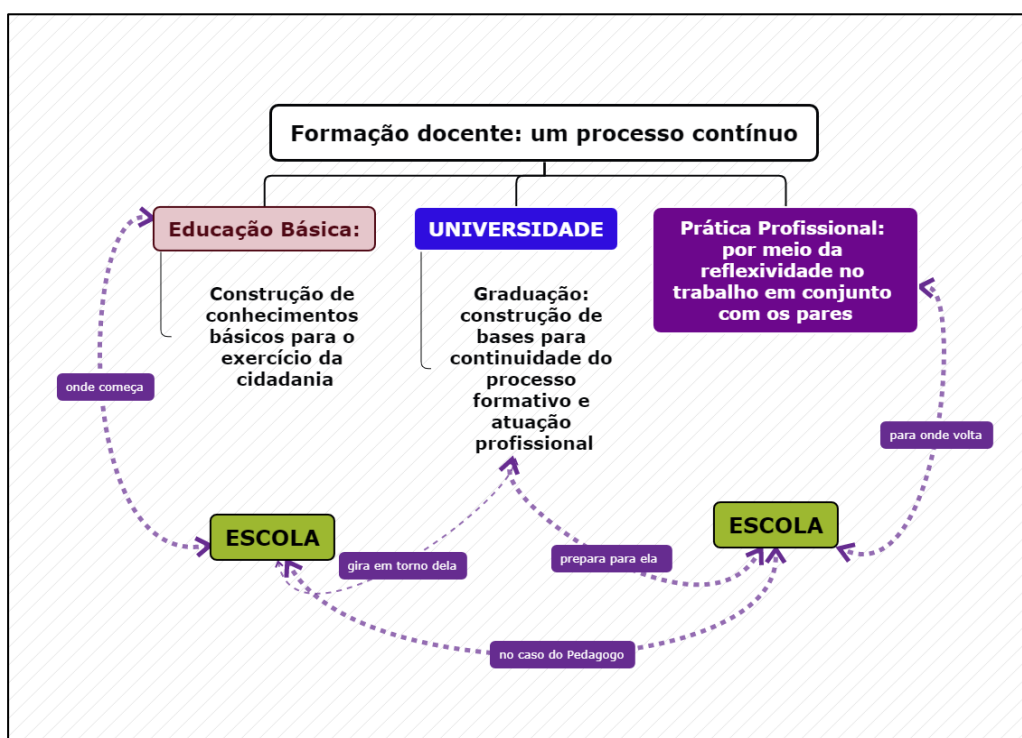 Formação docente: um processo contínuo
Educação Básica:
Construção de
conhecimentos
básicos para o
exercício da
cidadania
UNIVERSIDADE
Graduação:
construção de
bases para
continuidade do
processo
formativo e
atuação
profissional
Prática Profissional:
por meio da
reflexividade no
trabalho em conjunto
com os pares
onde começa
para onde volta
ESCOLA
ESCOLA
gira em torno dela
prepara para ela
no caso do Pedagogo